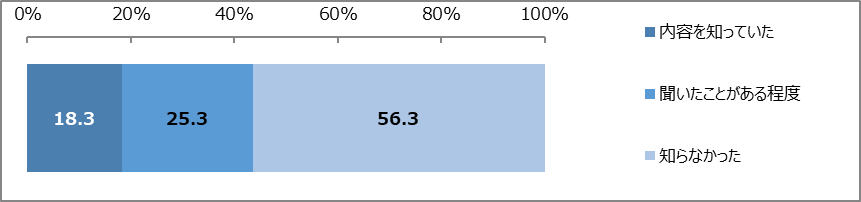 0% 20% 40% 60% 80% 100%
18.3 25.3 56.3
内容を知っていた
聞いたことがある程度
知らなかった